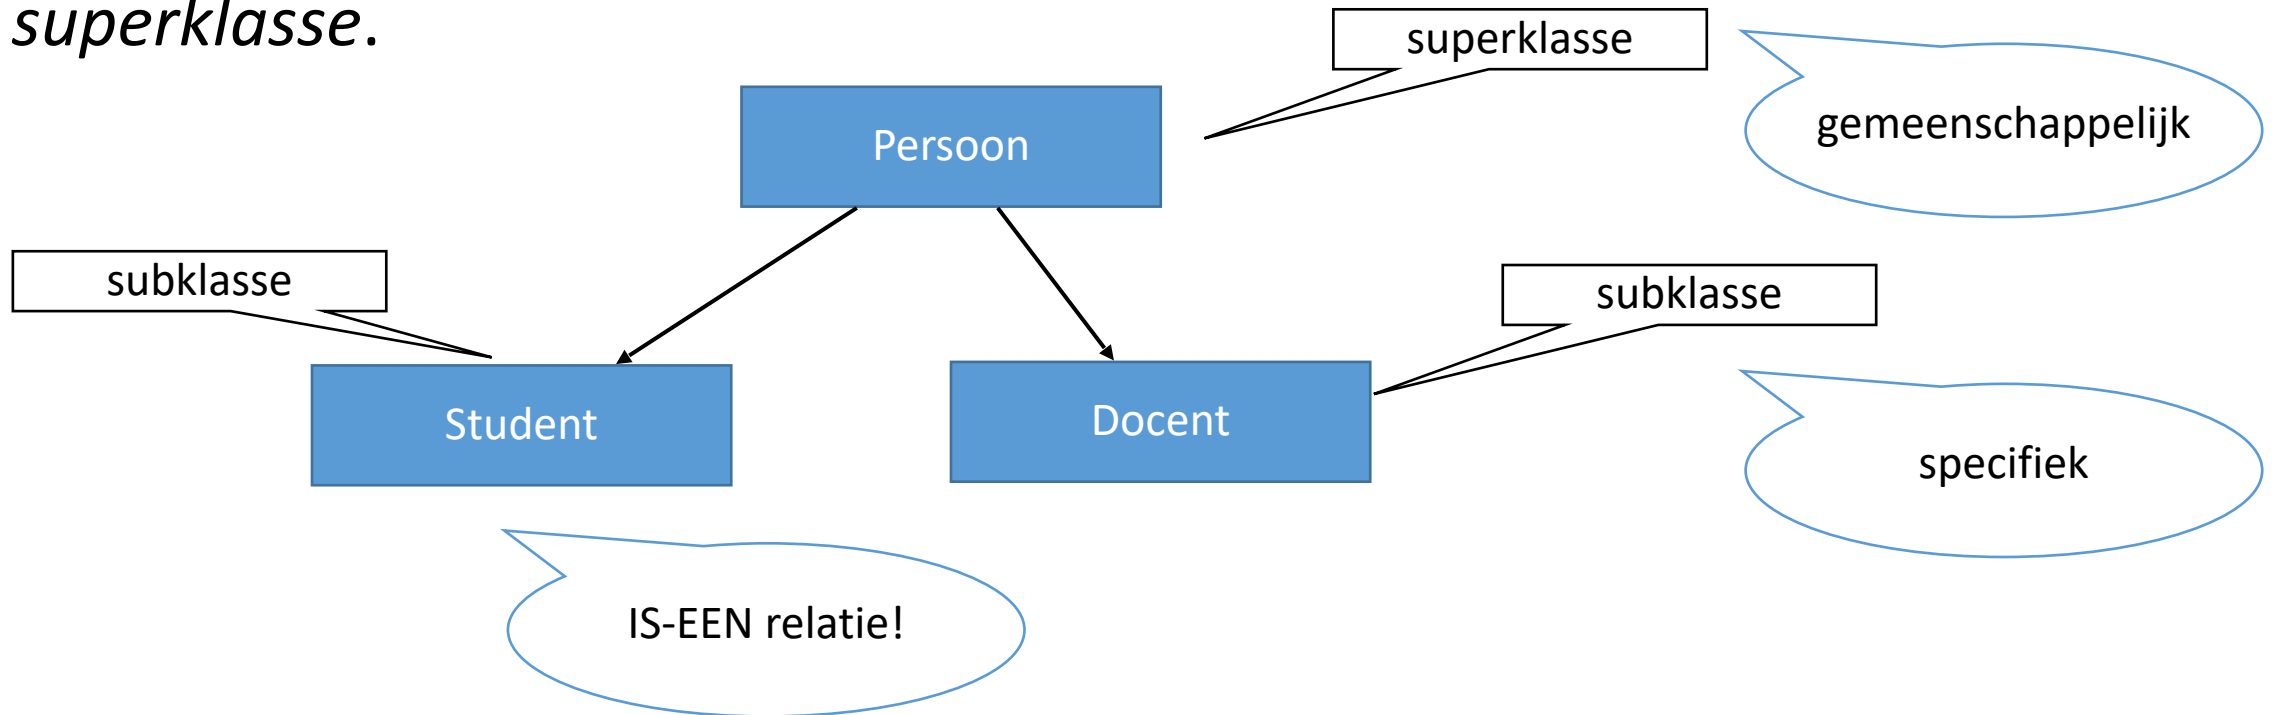 superklasse.
superklasse
gemeenschappelijk
Persoon
subklasse
subklasse
Student
Docent
specifiek
IS-EEN relatie!